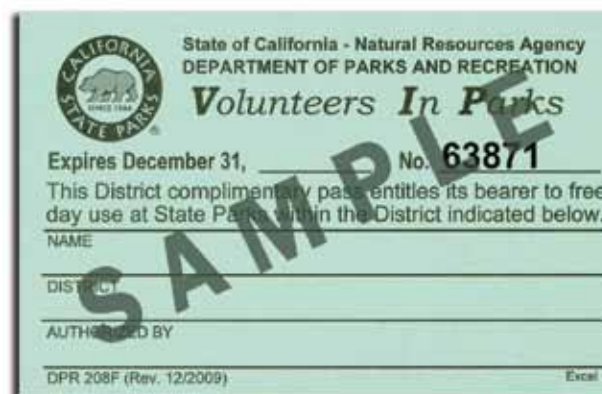 CALIFORNIA
STATE PARKS
SINCE 1864
®
State of California - Natural Resources Agency
DEPARTMENT OF PARKS AND RECREATION
Volunteers In Parks
Expires December 31, No. 63871
This District complimentary pass entitles its bearer to free
day use at State Parks within the District indicated below.
NAME
DISTRICT
AUTHORIZED BY
DPR 208F (Rev. 12/2009) Excel
SAMPLE